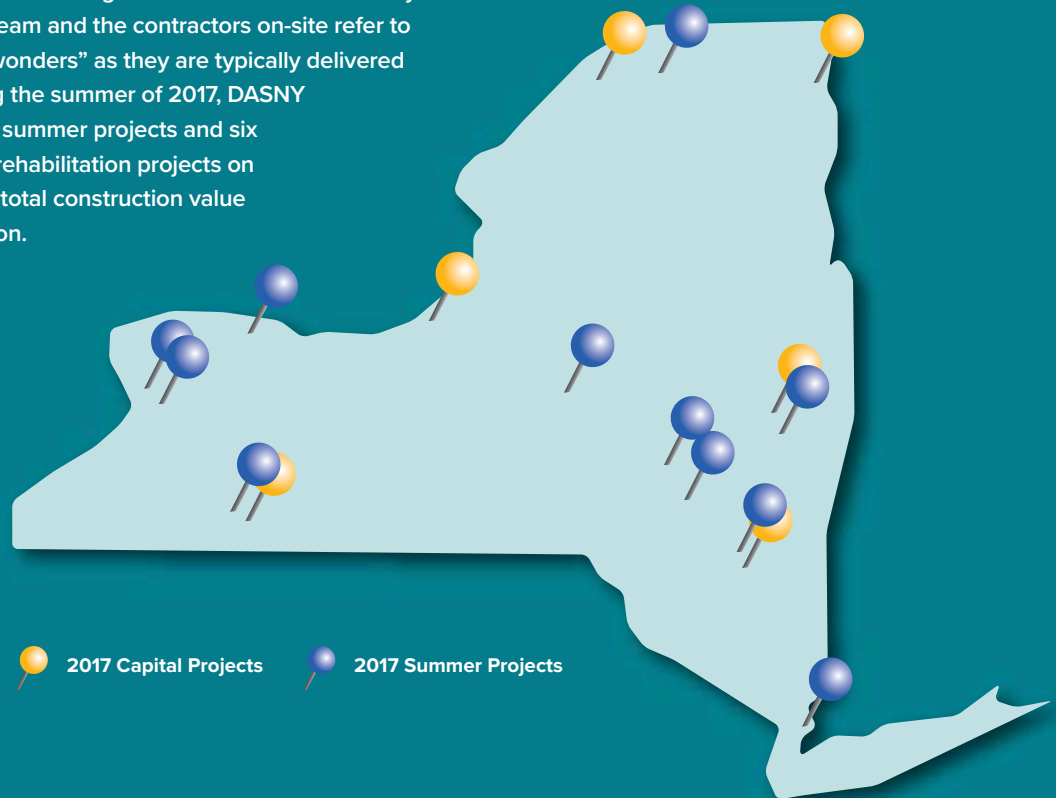 eam and the contractors on-site refer to
wonders” as they are typically delivered
g the summer of 2017, DASNY
summer projects and six
rehabilitation projects on
total construction value
on.
2017 Capital Projects
2017 Summer Projects